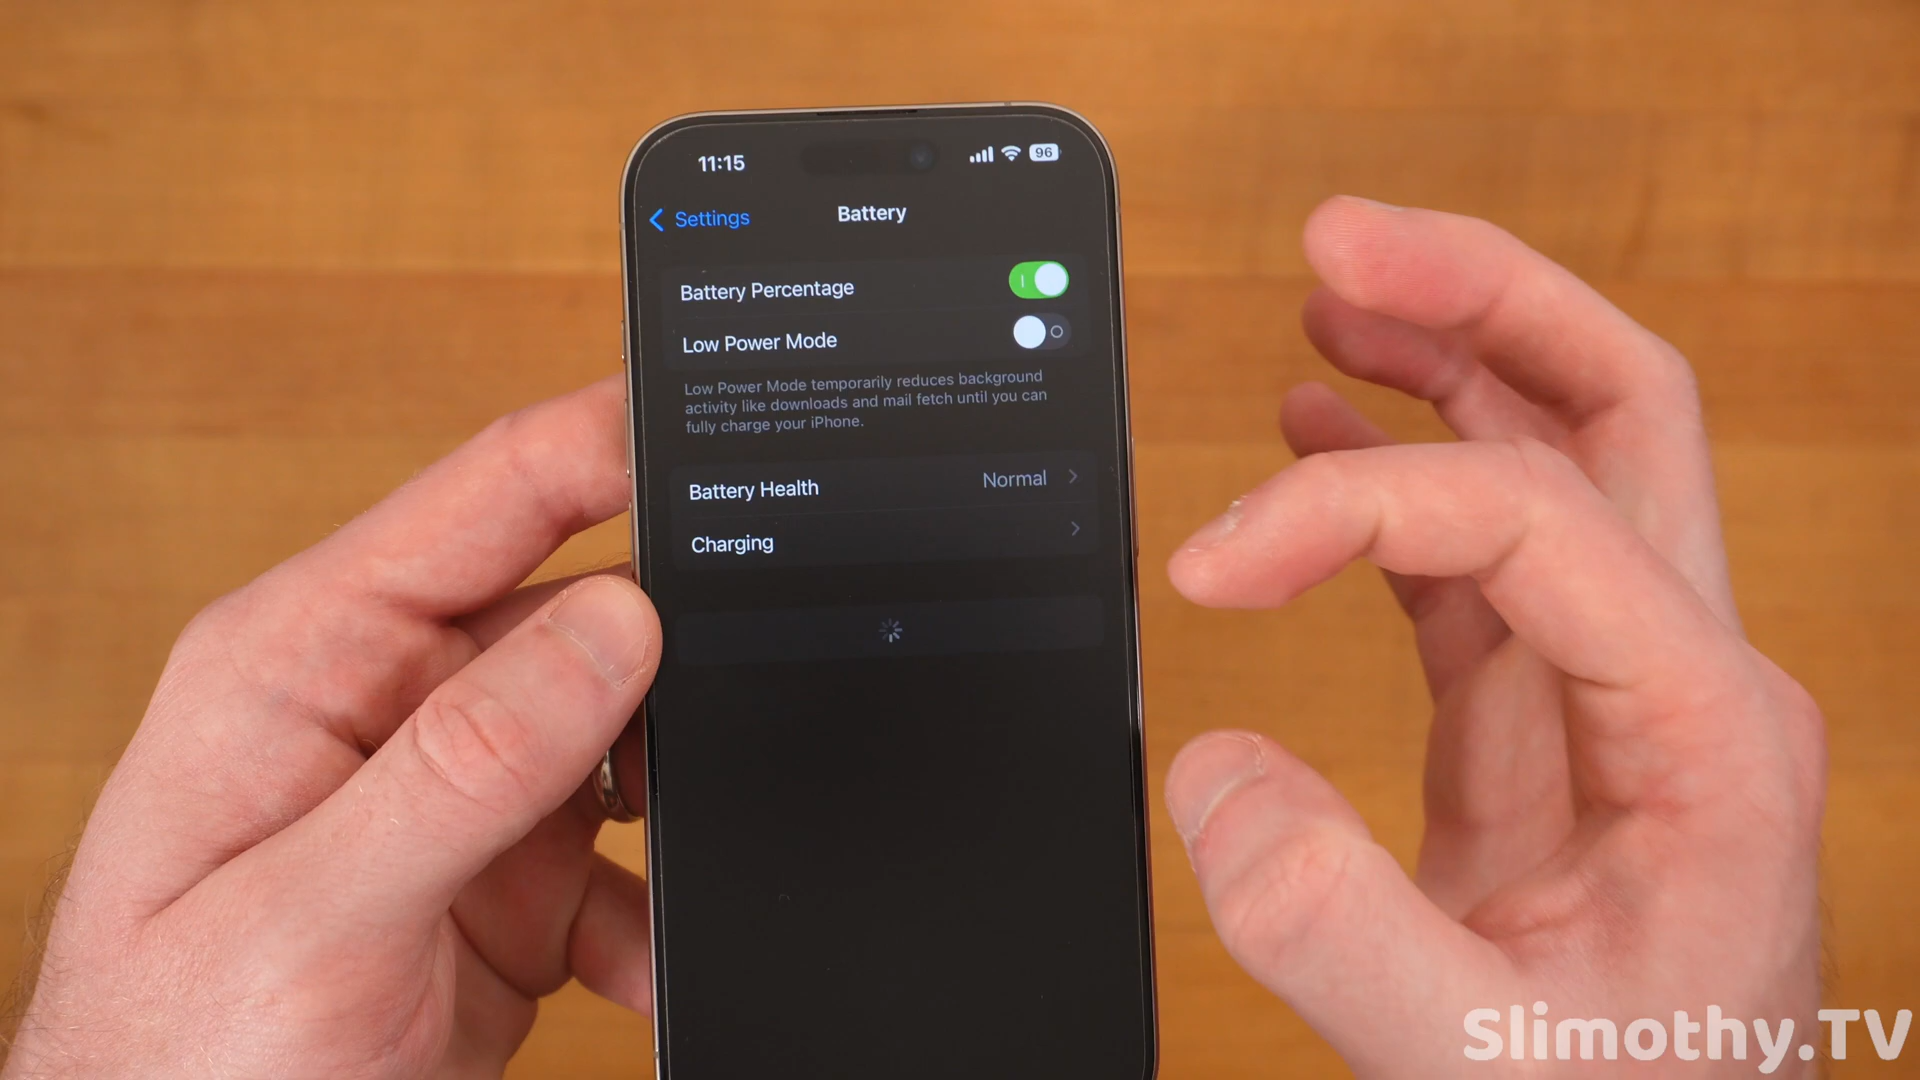 11:15
96
Settings
Battery
Battery Percentage
Low Power Mode
Low Power Mode temporarily reduces background
activity like downloads and mail fetch until you can
fully charge your iPhone.
Battery Health Normal
Charging
Slimothy.TV